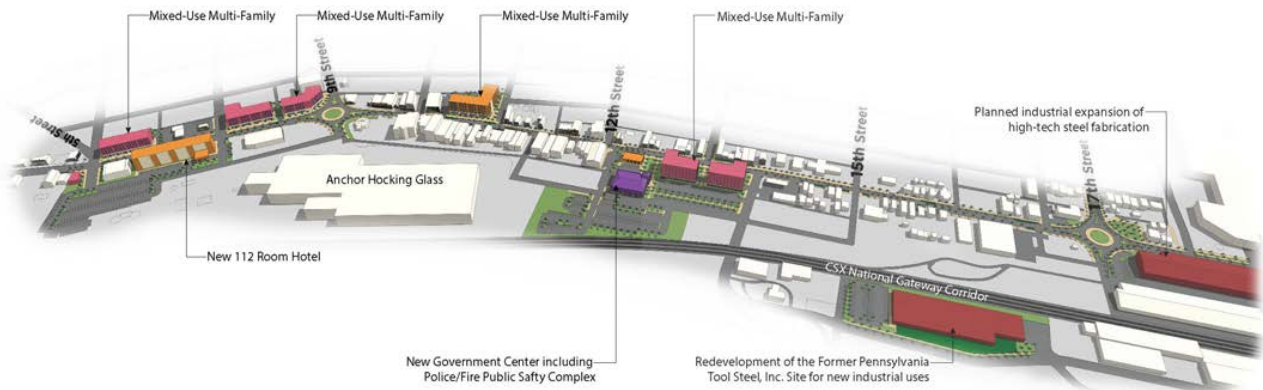 Mixed-Use Multi-Family
Mixed-Use Multi-Family
Mixed-Use Multi-Family
Mixed-Use Multi-Family
5th Street
9th Street
12th Street
15th Street
17th Street
Planned industrial expansion of
high-tech steel fabrication
Anchor Hocking Glass
New 112 Room Hotel
CSX National Gateway Corridor
New Government Center including
Police/Fire Public Safty Complex
Redevelopment of the Former Pennsylvania
Tool Steel, Inc. Site for new industrial uses